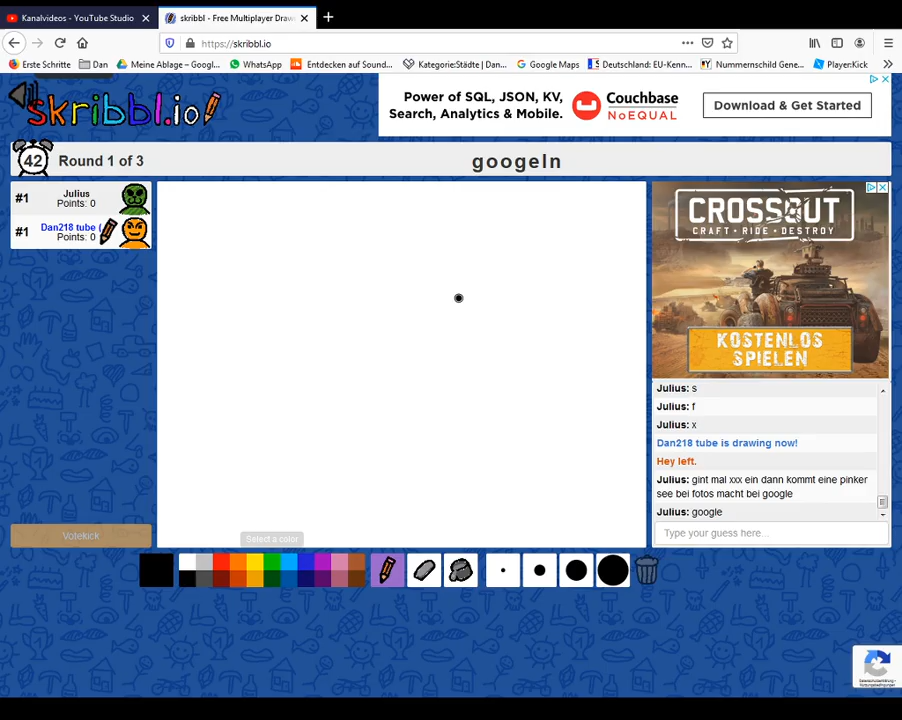 Kanalvideos - YouTube Studio
skribbl - Free Multiplayer Draw
https://skribbl.io
Erste Schritte
Dan
Meine Ablage – Googl...
WhatsApp
Entdecken auf Sound...
Kategorie:Städte | Dan...
Google Maps
Deutschland: EU-Kenn...
Nummernschild Gene...
Player:Kick
skribbl.io
Power of SQL, JSON, KV,
Search, Analytics & Mobile.
Couchbase
NoEQUAL
Download & Get Started
42
Round 1 of 3
googeln
#1
Julius
Points: 0
#1
Dan218 tube (
Points: 0
CROSSOUT
CRAFT • RIDE • DESTROY
KOSTENLOS
SPIELEN
Julius: s
Julius: f
Julius: x
Dan218 tube is drawing now!
Hey left.
Julius: gint mal xxx ein dann kommt eine pinker
see bei fotos macht bei google
Julius: google
Type your guess here...
Votekick
Select a color